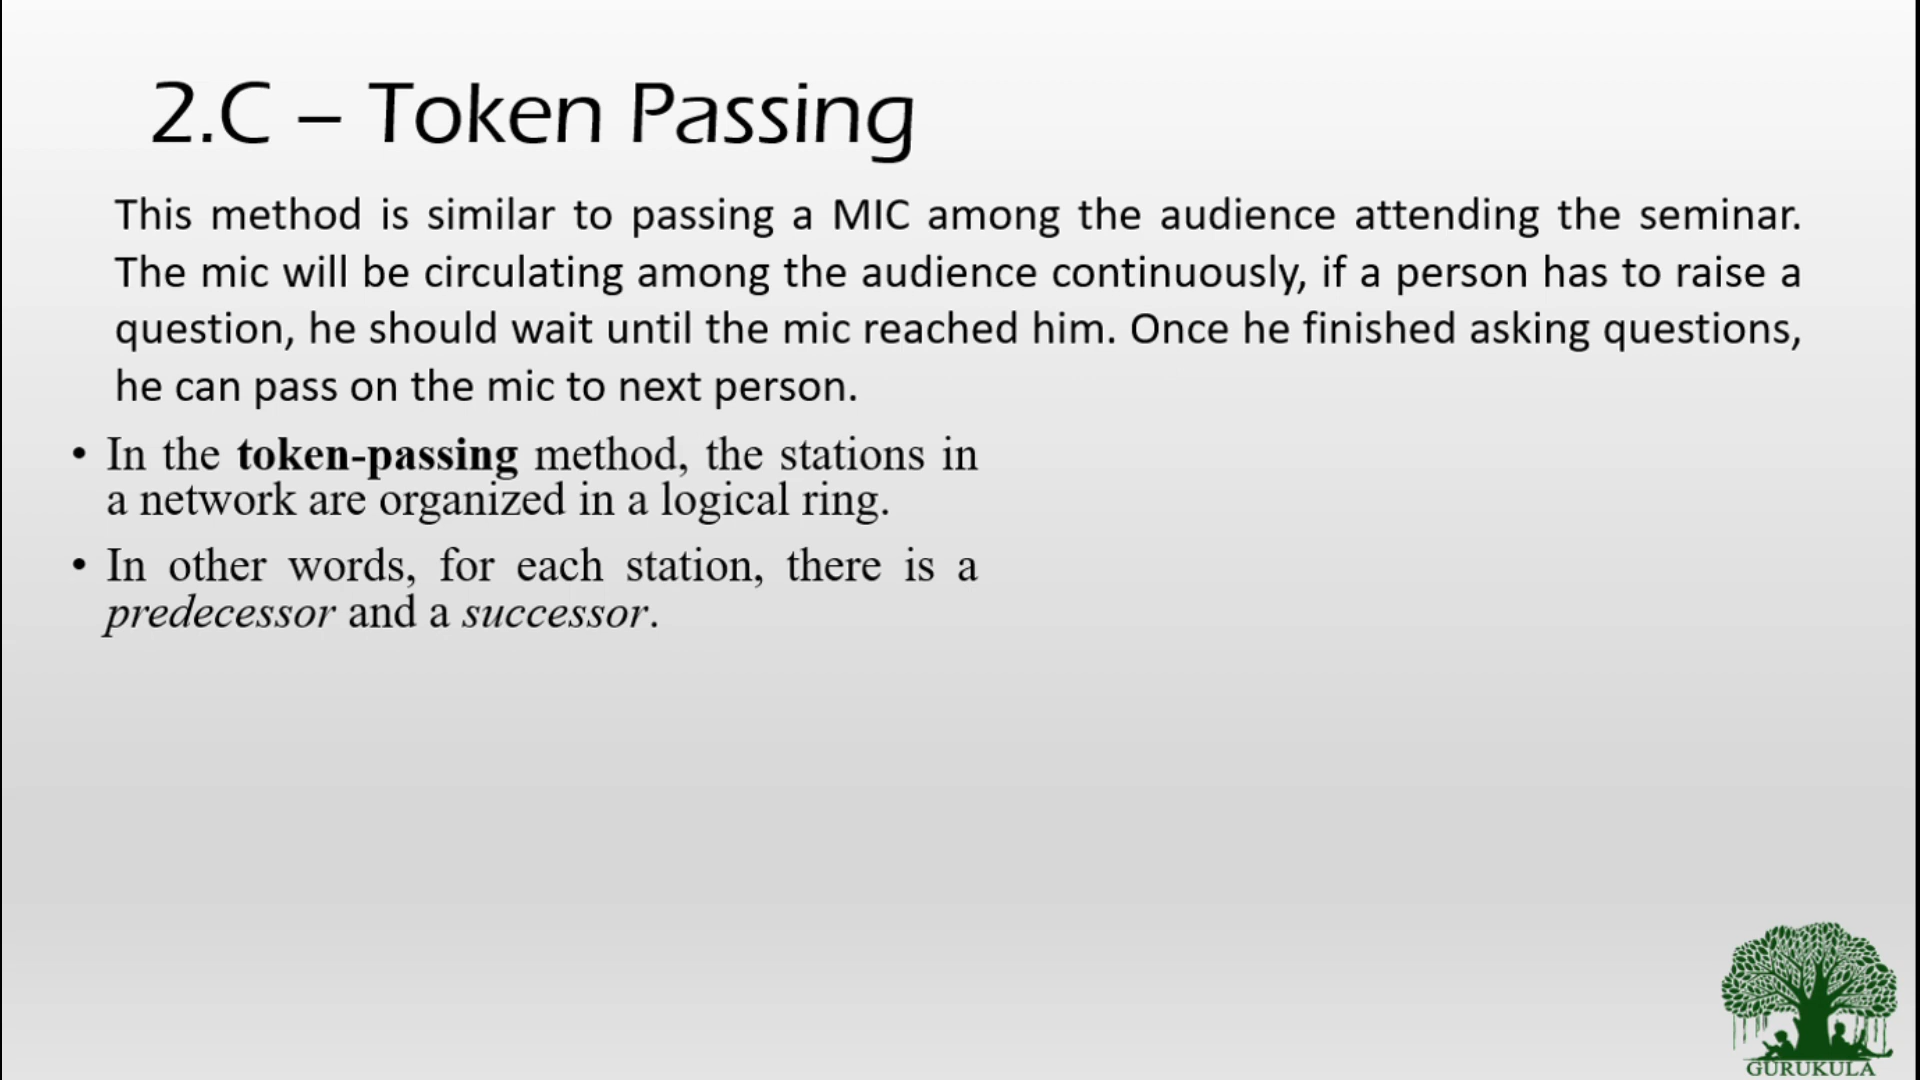 2.C – Token Passing
This method is similar to passing a MIC among the audience attending the seminar.
The mic will be circulating among the audience continuously, if a person has to raise a
question, he should wait until the mic reached him. Once he finished asking questions,
he can pass on the mic to next person.
• In the token-passing method, the stations in
a network are organized in a logical ring.
• In other words, for each station, there is a
predecessor and a successor.
GURUKULA